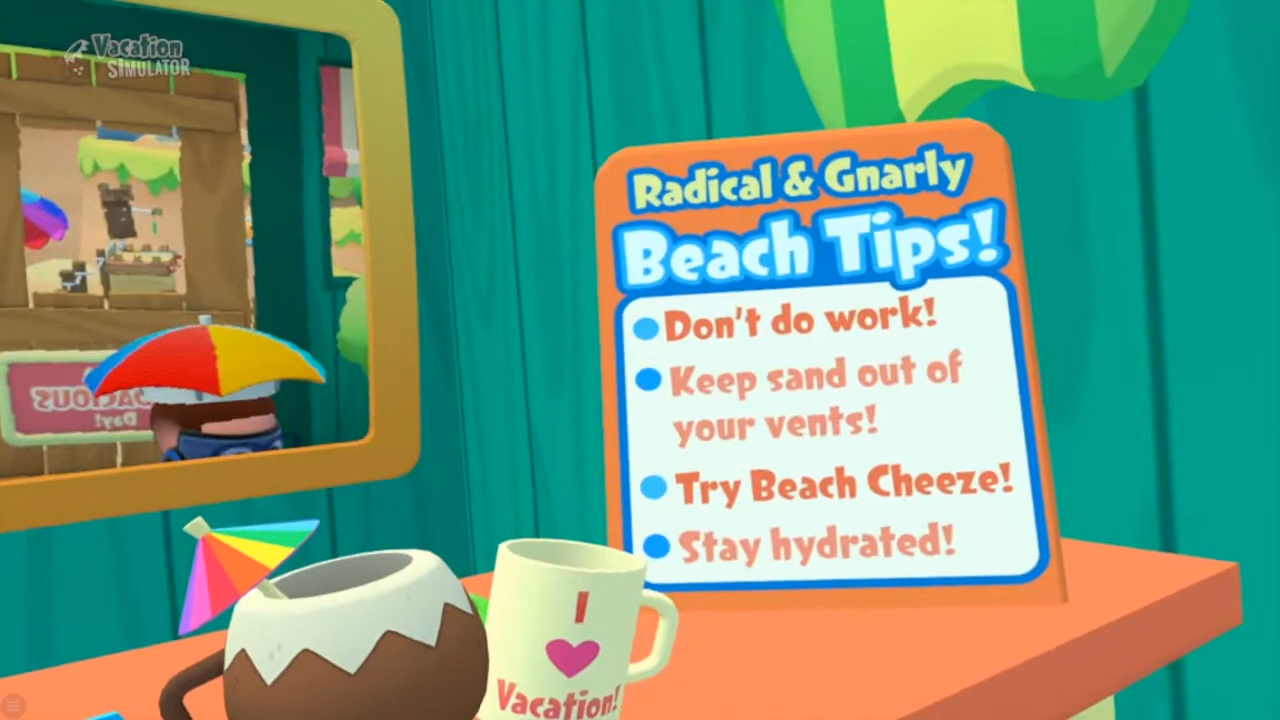 Vacation
SIMULATOR
Radical & Gnarly
Beach Tips!
Don't do work!
Keep sand out of
your vents!
Try Beach Cheeze!
Stay hydrated!
I
Vacation!
Day!